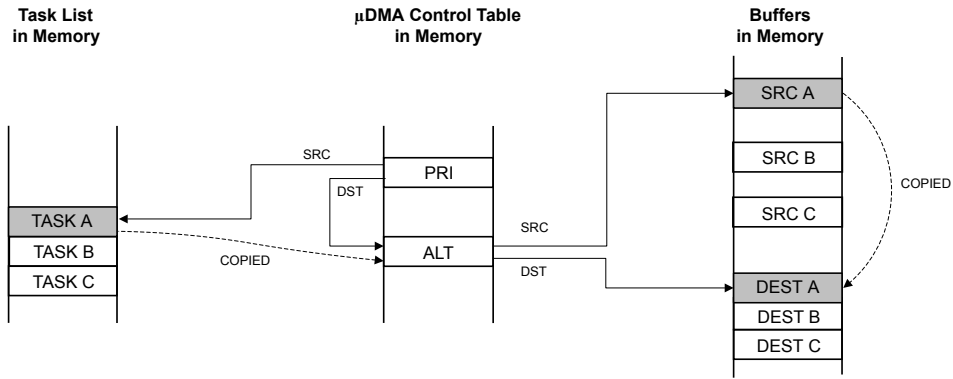 Task List
in Memory
μDMA Control Table
in Memory
Buffers
in Memory
SRC A
SRC B
SRC C
DEST A
DEST B
DEST C
COPIED
SRC
PRI
DST
TASK A
TASK B
TASK C
COPIED
ALT
SRC
DST